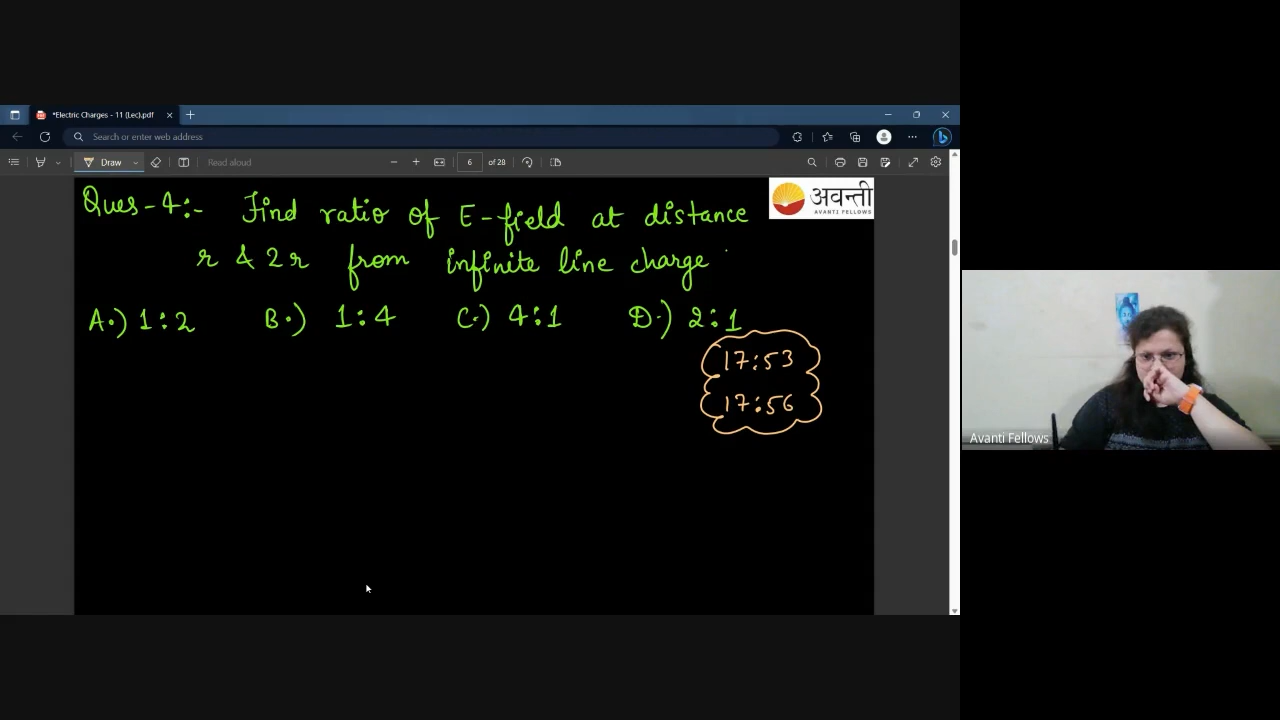 *Electric Charges - 11 (Lec).pdf
Search or enter web address
Draw
Read aloud
6 of 28
Ques-4:- Find ratio of E-field at distance
r & 2r from infinite line charge
A.) 1:2 B.) 1:4 C.) 4:1 D.) 2:1
17:53
17:56
अवन्ती
AVANTI FELLOWS
Avanti Fellows